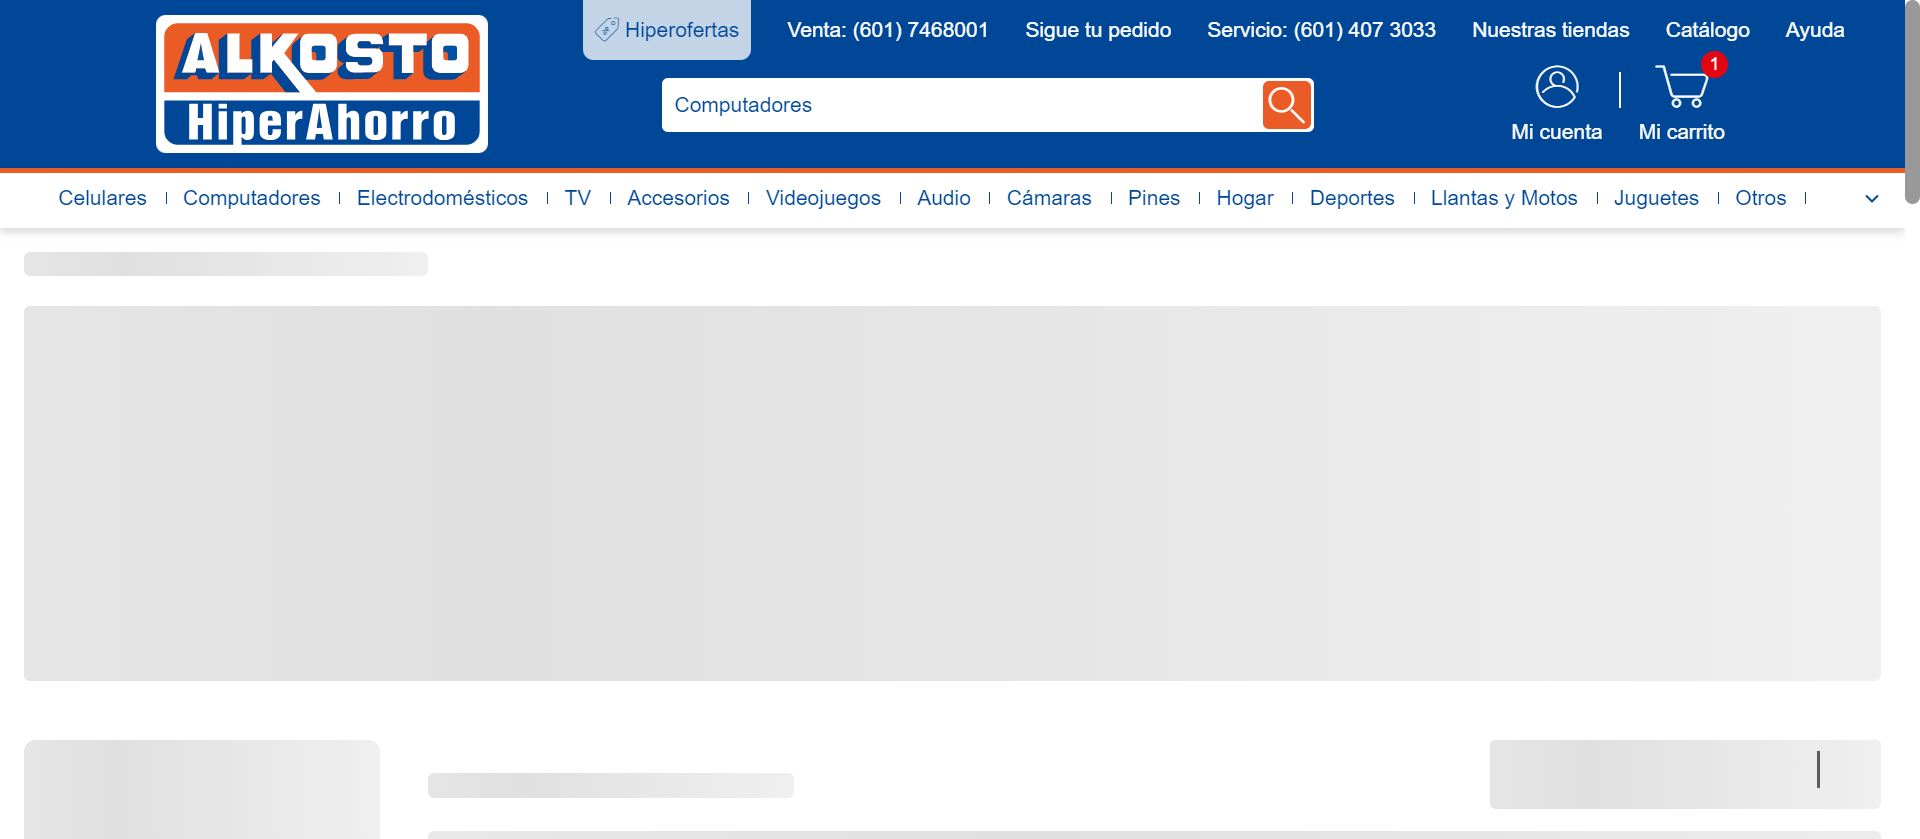 Hiperofertas
Venta: (601) 7468001
Sigue tu pedido
Servicio: (601) 407 3033
Nuestras tiendas
Catálogo
Ayuda
ALKOSTO
HiperAhorro
Computadores
1
Mi cuenta
Mi carrito
Celulares
Computadores
Electrodomésticos
TV
Accesorios
Videojuegos
Audio
Cámaras
Pines
Hogar
Deportes
Llantas y Motos
Juguetes
Otros